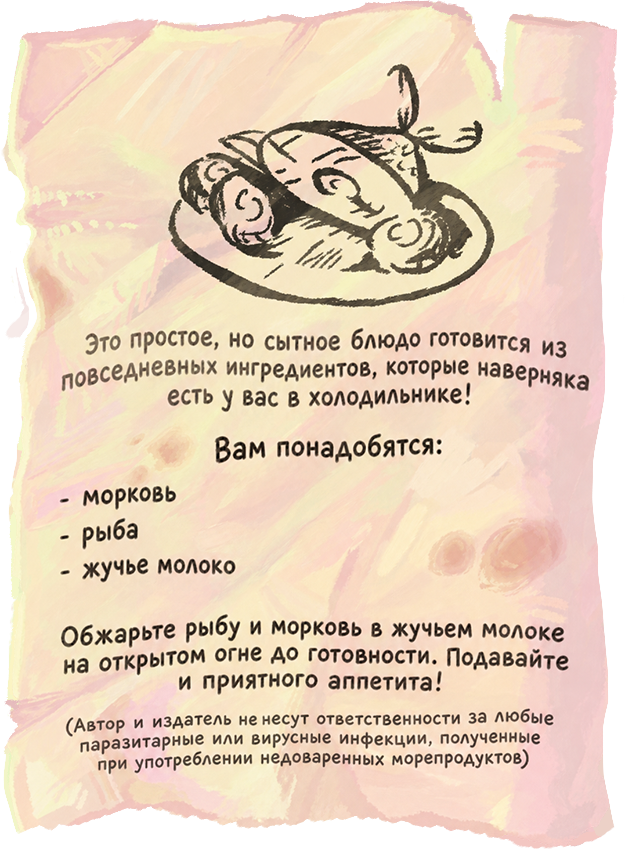 Это простое, но сытное блюдо готовится из
повседневных ингредиентов, которые наверняка
есть у вас в холодильнике!
Вам понадобятся:
- морковь
- рыба
- жучье молоко
Обжарьте рыбу и морковь в жучьем молоке
на открытом огне до готовности. Подавайте
и приятного аппетита!
(Автор и издатель не несут ответственности за любые
паразитарные или вирусные инфекции, полученные
при употреблении недоваренных морепродуктов)